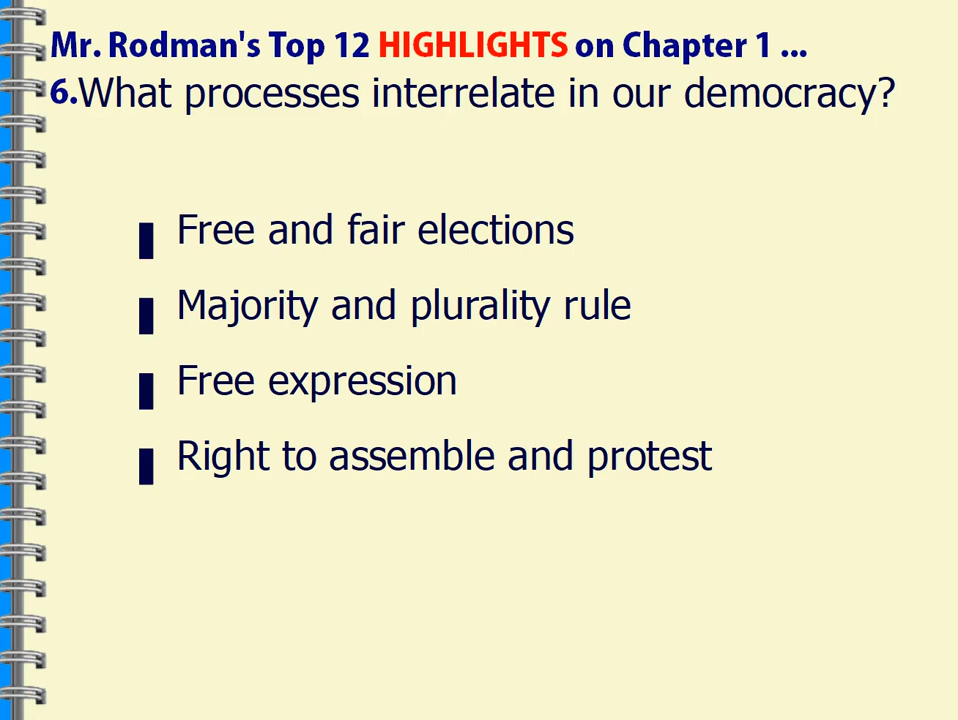 Mr. Rodman's Top 12 HIGHLIGHTS on Chapter 1 ...
6.What processes interrelate in our democracy?
Free and fair elections
Majority and plurality rule
Free expression
Right to assemble and protest